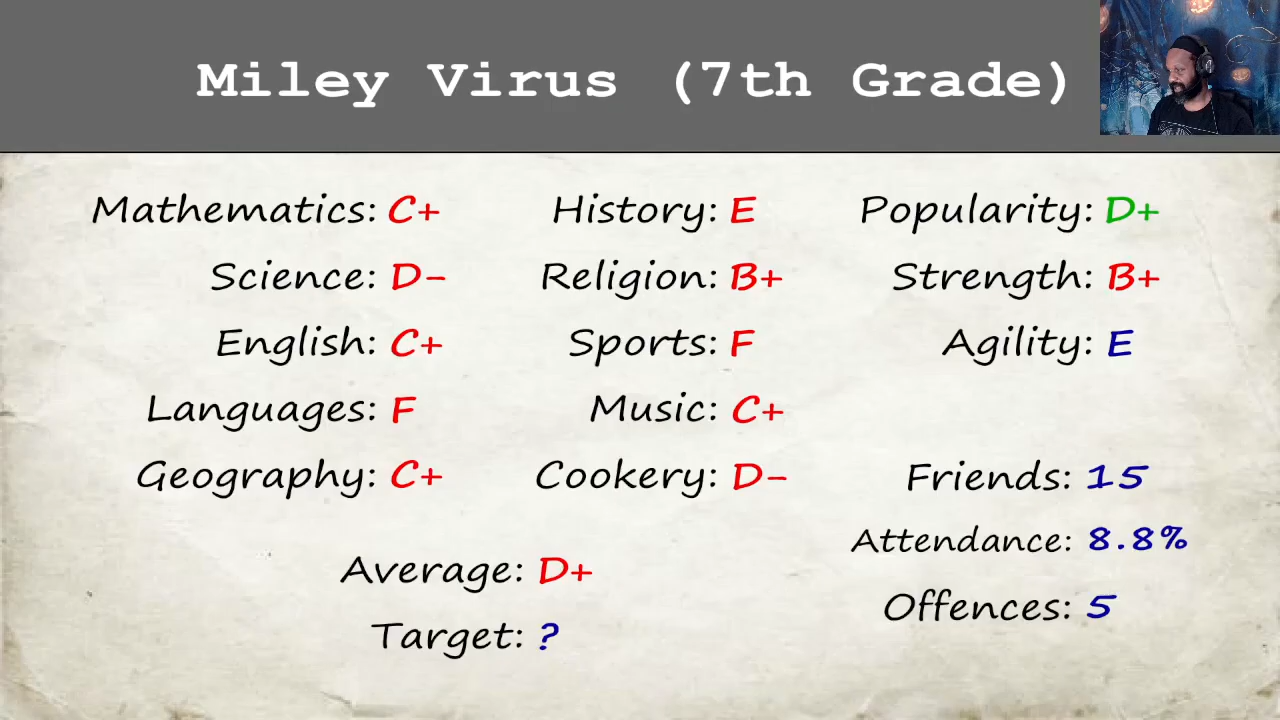 Miley Virus (7th Grade)
Mathematics: C+
Science: D-
English: C+
Languages: F
Geography: C+
History: E
Religion: B+
Sports: F
Music: C+
Cookery: D-
Popularity: D+
Strength: B+
Agility: E
Friends: 15
Attendance: 8.8%
Offences: 5
Average: D+
Target: ?